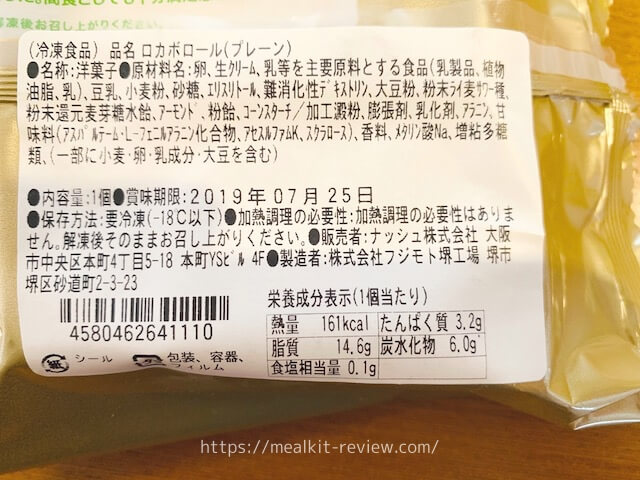 凍後お召し上がりください
(冷凍食品) 品名 ロカボロール(プレーン)
●名称:洋菓子●原材料名:卵、生クリーム、乳等を主要原料とする食品(乳製品、植物
油脂、乳)、豆乳、小麦粉、砂糖、エリスリトール、難消化性デキストリン、大豆粉、粉末ライ麦サワー種、
粉末還元麦芽糖水飴、アーモンド、粉飴、コーンスターチ/加工澱粉、膨張剤、乳化剤、アラニン、甘
味料(アスパルテーム・L-フェニルアラニン化合物、アセスルファムK、スクラロース)、香料、メタリン酸Na、増粘多糖
類、(一部に小麦・卵・乳成分・大豆を含む)
●内容量:1個●賞味期限:2019年 07月 25日
●保存方法:要冷凍(-18℃以下)●加熱調理の必要性:加熱調理の必要性はありま
せん。解凍後そのままお召し上がりください。●販売者:ナッシュ株式会社 大阪
市中央区本町4丁目5-18 本町YSビル 4F●製造者:株式会社フジモト堺工場 堺市
堺区砂道町2-3-23
栄養成分表示(1個当たり)
熱量 161kcal たんぱく質 3.2g
脂質 14.6g 炭水化物 6.0g
食塩相当量 0.1g
4580462641110
紙 シール 包装、容器、
フィルム
https://mealkit-review.com/